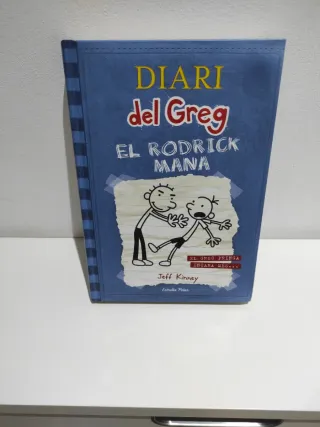 DIARI
del Greg
EL RODRICK
MANA
Jeff Kinney